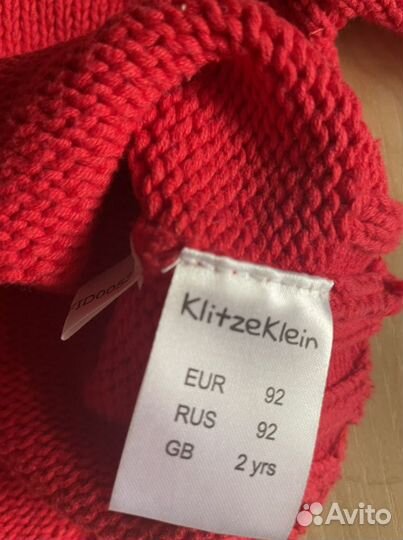 KlitzeKlein
EUR 92
RUS 92
GB 2 yrs
Avito